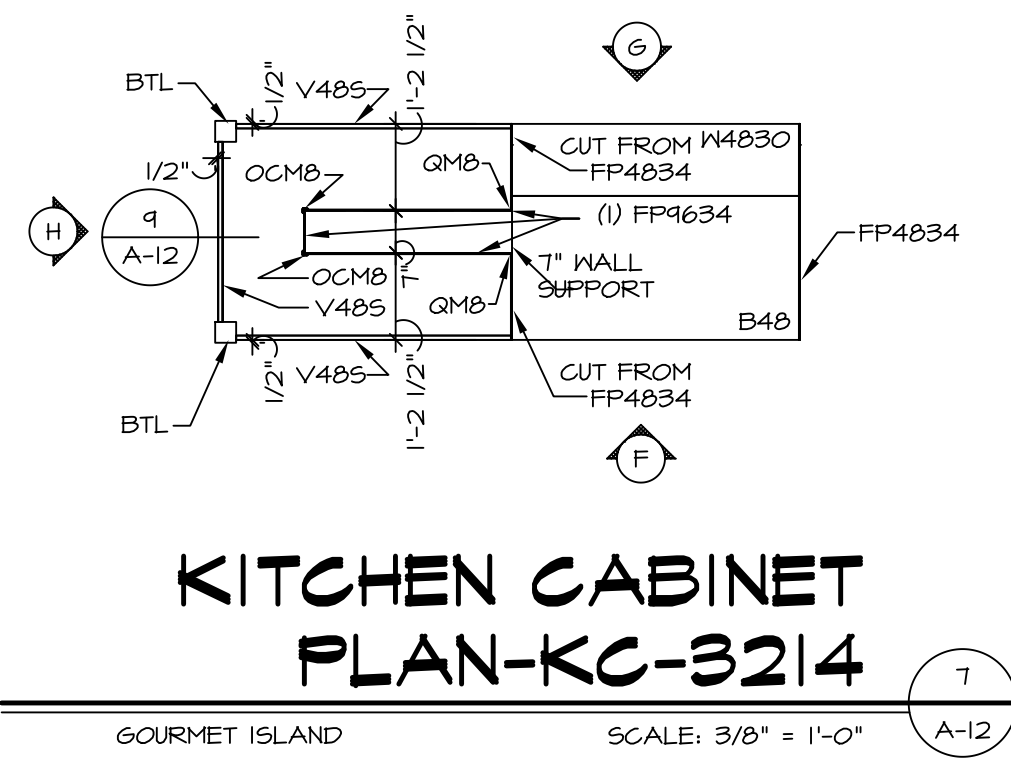 G
BTL
1/2"
V48S
1'-2 1/2"
CUT FROM
FP4834
W4830
1/2"
OCM8
QM8
(1) FP9634
9
A-12
H
FP4834
OCM8
7"
7" WALL
SUPPORT
V48S
QM8
B48
1/2"
V48S
1'-2 1/2"
CUT FROM
FP4834
BTL
F
KITCHEN CABINET
PLAN-KC-3214
7
A-12
GOURMET ISLAND
SCALE: 3/8" = 1'-0"